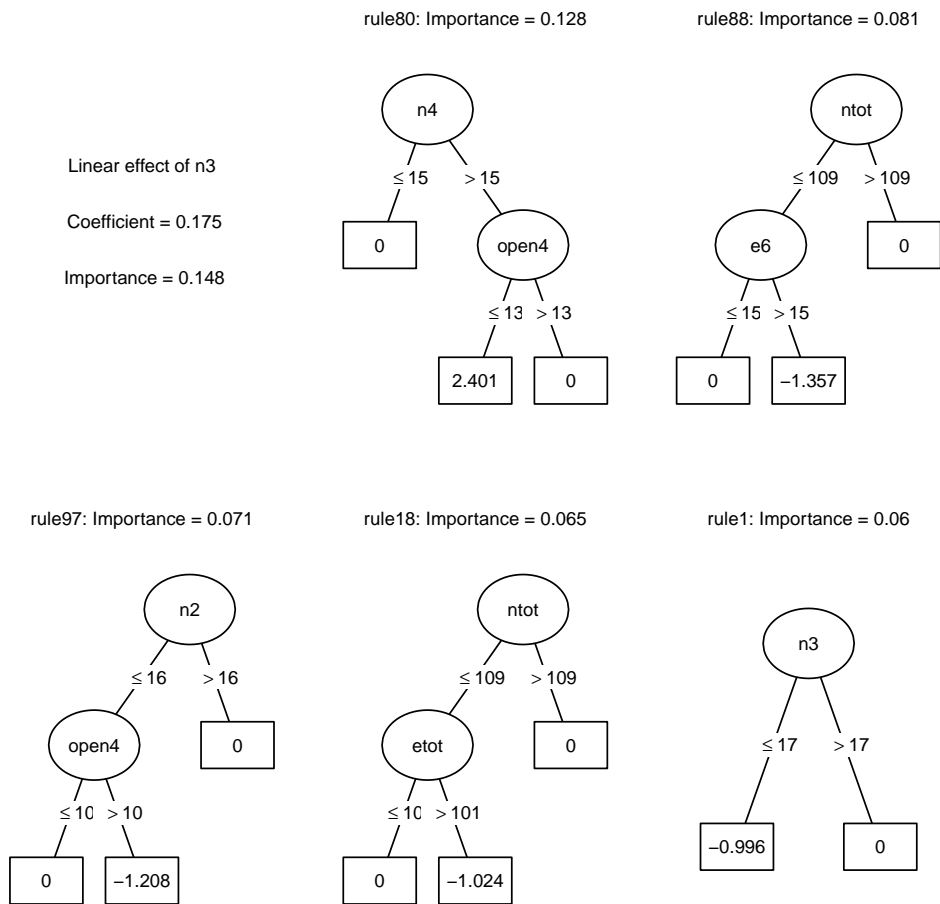 rule80: Importance = 0.128
rule88: Importance = 0.081
Linear effect of n3
Coefficient = 0.175
Importance = 0.148
n4
≤ 15
> 15
0
open4
≤ 13
> 13
2.401
0
ntot
≤ 109
> 109
e6
0
≤ 15
> 15
0
−1.357
rule97: Importance = 0.071
rule18: Importance = 0.065
rule1: Importance = 0.06
n2
≤ 16
> 16
open4
0
≤ 10
> 10
0
−1.208
ntot
≤ 109
> 109
etot
0
≤ 10
> 101
0
−1.024
n3
≤ 17
> 17
−0.996
0